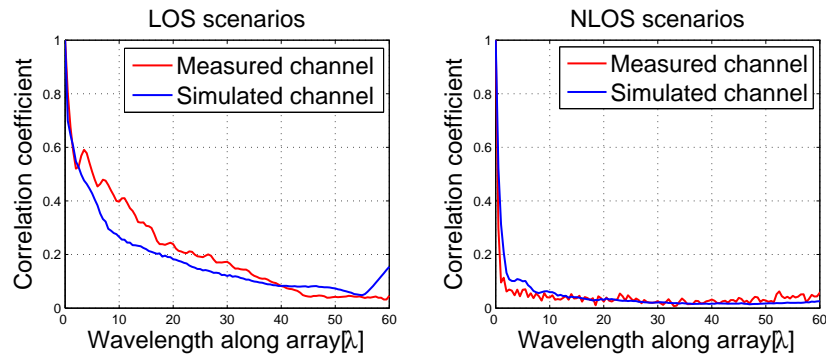 LOS scenarios
Correlation coefficient
1
0.8
0.6
0.4
0.2
0
Measured channel
Simulated channel
0 10 20 30 40 50 60
Wavelength along array[λ]
NLOS scenarios
Correlation coefficient
1
0.8
0.6
0.4
0.2
0
Measured channel
Simulated channel
0 10 20 30 40 50 60
Wavelength along array[λ]